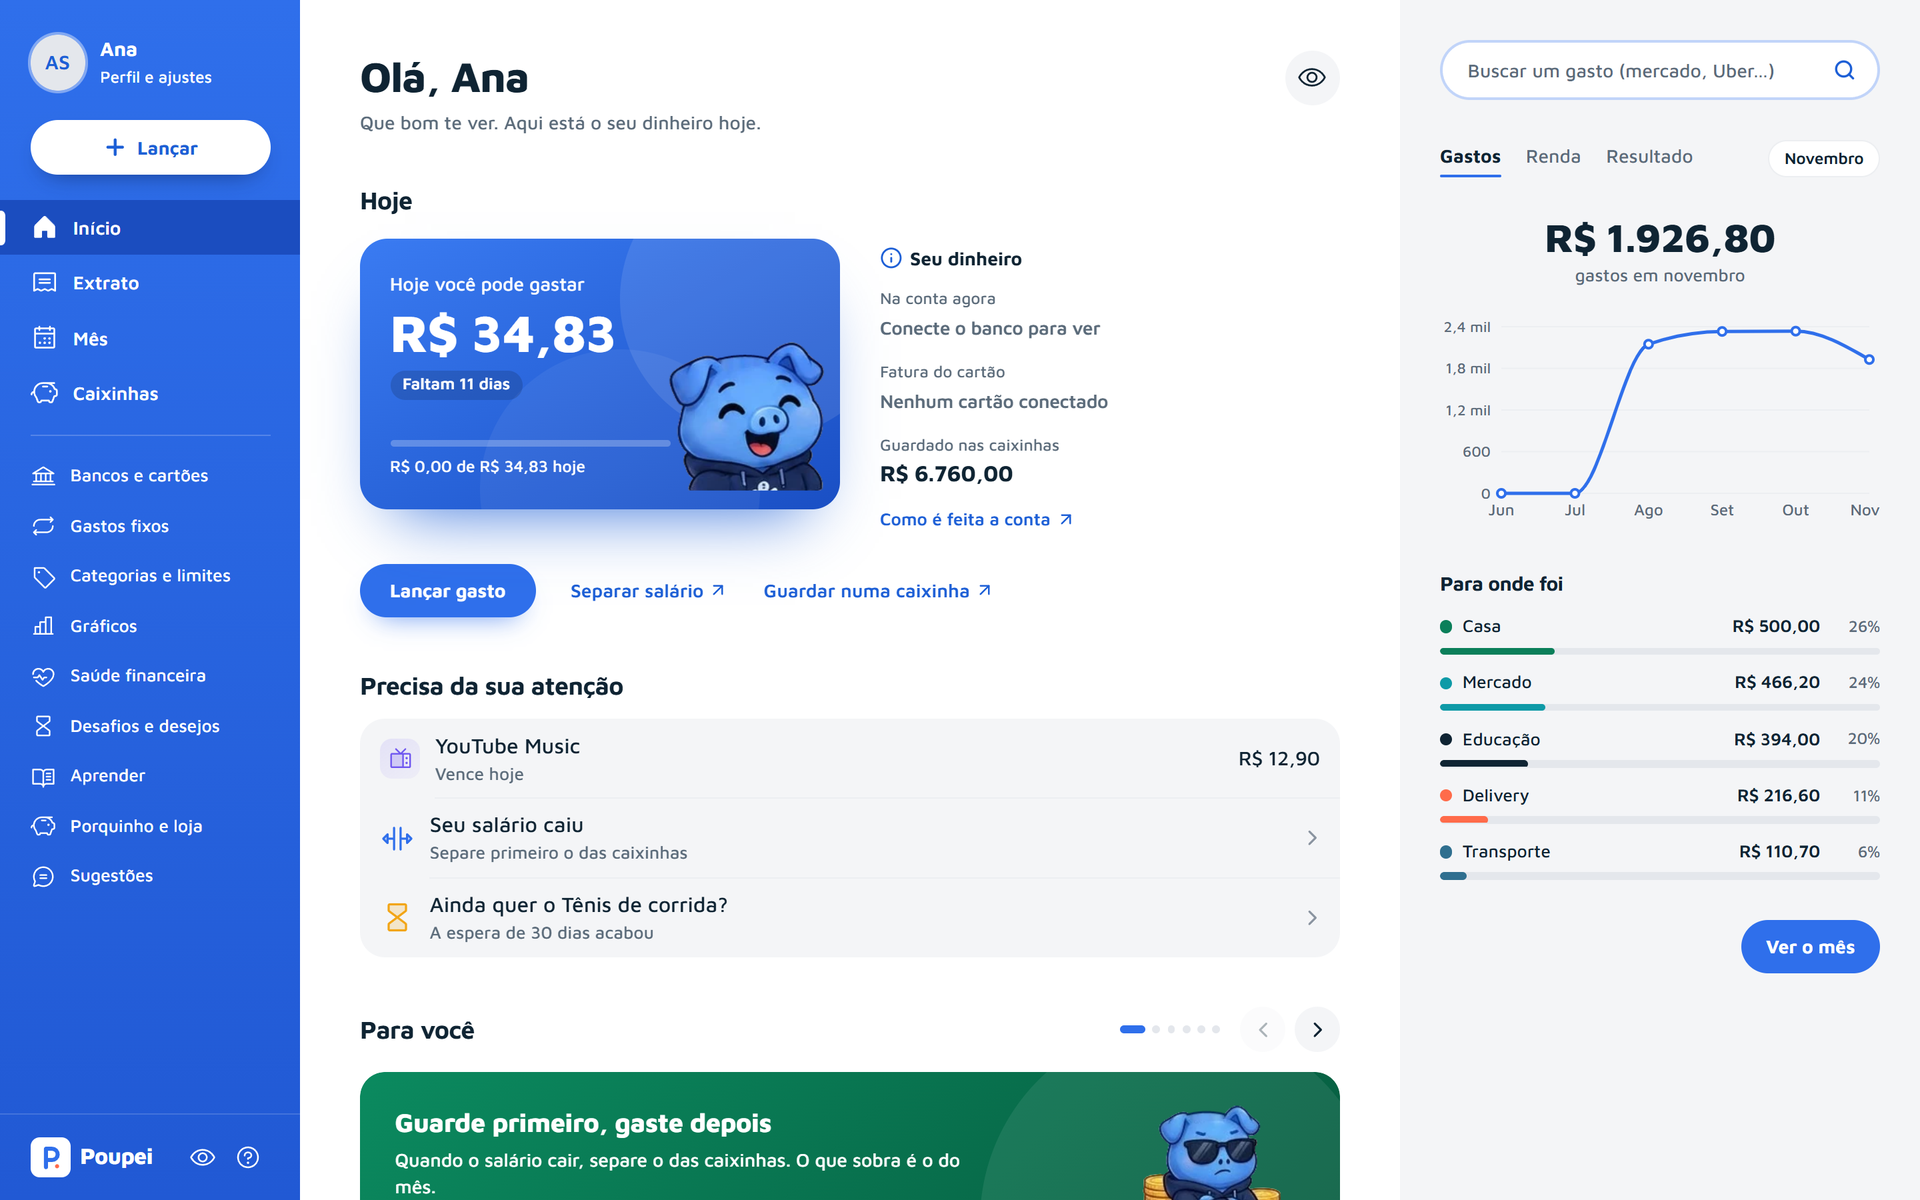 AS
Ana
Perfil e ajustes
Lançar
Início
Extrato
Mês
Caixinhas
Bancos e cartões
Gastos fixos
Categorias e limites
Gráficos
Saúde financeira
Desafios e desejos
Aprender
Porquinho e loja
Sugestões
P. Poupei
Olá, Ana
Que bom te ver. Aqui está o seu dinheiro hoje.
Hoje
Hoje você pode gastar
R$ 34,83
Faltam 11 dias
R$ 0,00 de R$ 34,83 hoje
Seu dinheiro
Na conta agora
Conecte o banco para ver
Fatura do cartão
Nenhum cartão conectado
Guardado nas caixinhas
R$ 6.760,00
Como é feita a conta
Lançar gasto
Separar salário
Guardar numa caixinha
Precisa da sua atenção
YouTube Music
Vence hoje
R$ 12,90
Seu salário caiu
Separe primeiro o das caixinhas
Ainda quer o Tênis de corrida?
A espera de 30 dias acabou
Para você
Guarde primeiro, gaste depois
Quando o salário cair, separe o das caixinhas. O que sobra é o do
mês.
Buscar um gasto (mercado, Uber...)
Gastos Renda Resultado
Novembro
R$ 1.926,80
gastos em novembro
2,4 mil
1,8 mil
1,2 mil
600
0
Jun Jul Ago Set Out Nov
Para onde foi
Casa R$ 500,00 26%
Mercado R$ 466,20 24%
Educação R$ 394,00 20%
Delivery R$ 216,60 11%
Transporte R$ 110,70 6%
Ver o mês